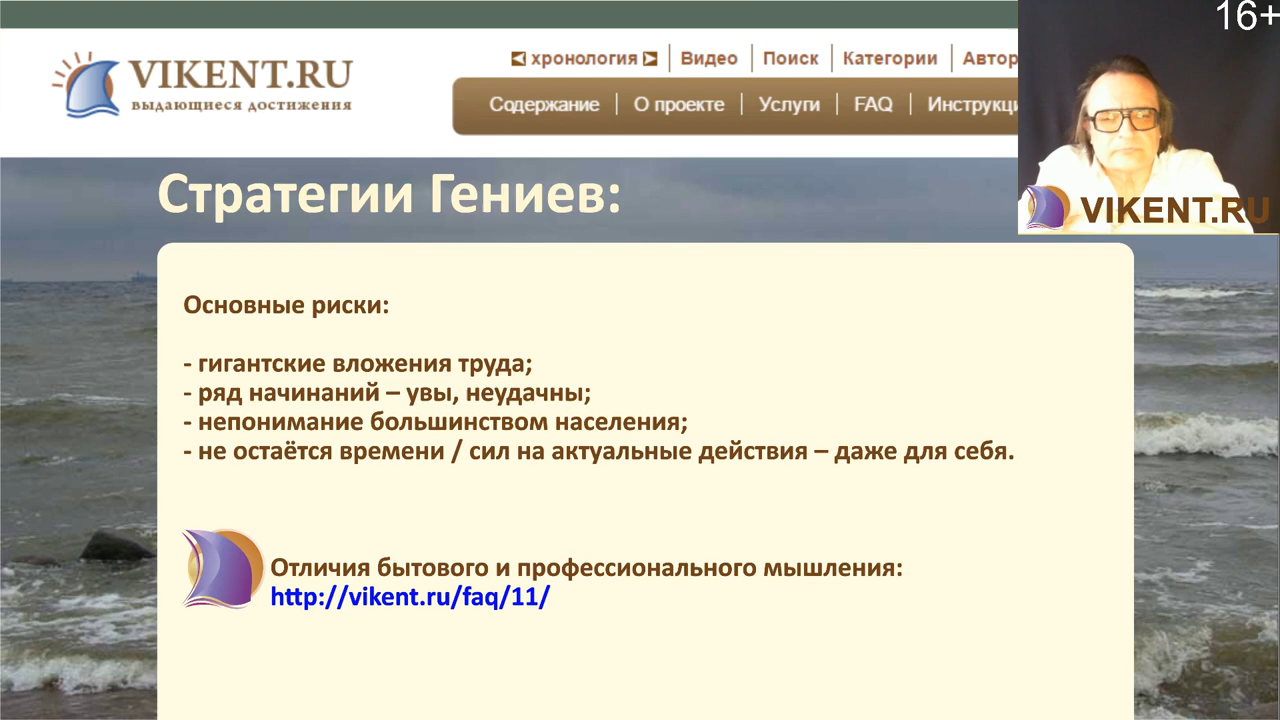 16+
VIKENT.RU
выдающиеся достижения
хронология
Видео
Поиск
Категории
Автор
Содержание
О проекте
Услуги
FAQ
Инструкци
VIKENT.RU
Стратегии Гениев:
Основные риски:
- гигантские вложения труда;
- ряд начинаний – увы, неудачны;
- непонимание большинством населения;
- не остаётся времени / сил на актуальные действия – даже для себя.
Отличия бытового и профессионального мышления:
http://vikent.ru/faq/11/